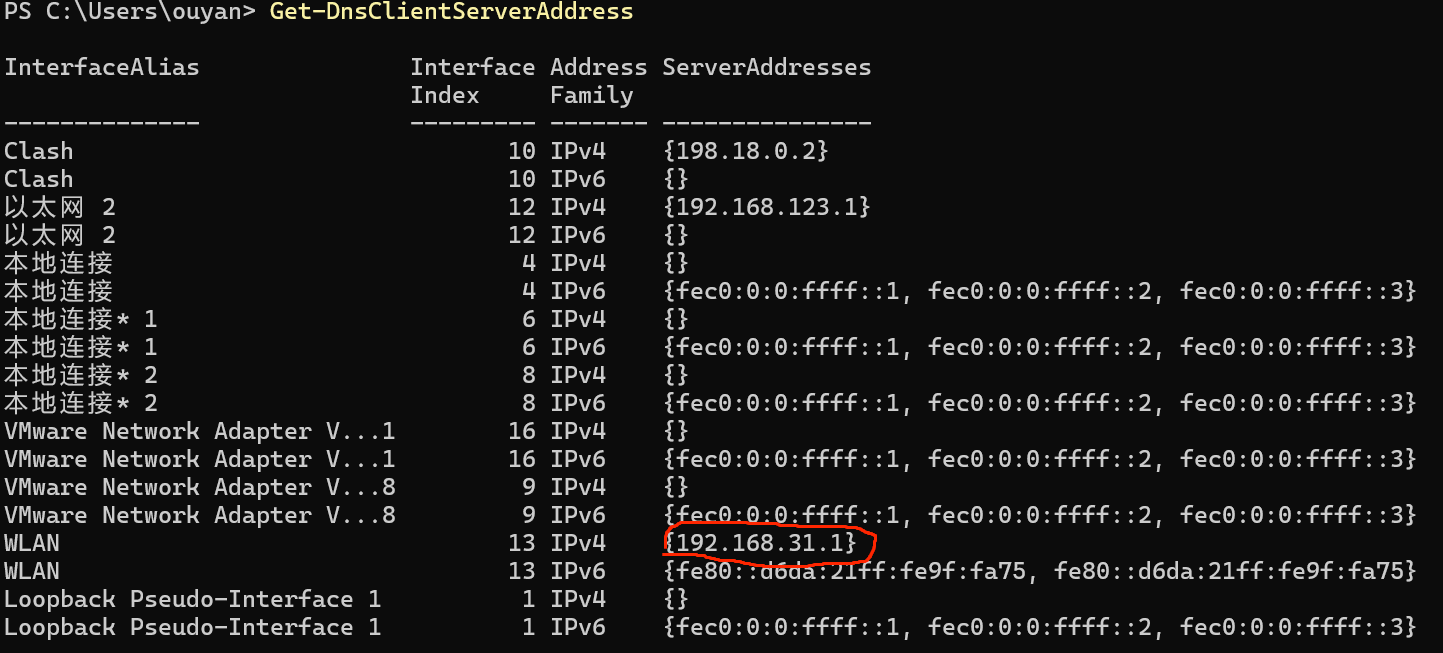 PS C:\Users\ouyan> Get-DnsClientServerAddress
InterfaceAlias Interface Address ServerAddresses
Index Family
-------------- --------- ------- ---------------
Clash 10 IPv4 {198.18.0.2}
Clash 10 IPv6 {}
以太网 2 12 IPv4 {192.168.123.1}
以太网 2 12 IPv6 {}
本地连接 4 IPv4 {}
本地连接 4 IPv6 {fec0:0:0:ffff::1, fec0:0:0:ffff::2, fec0:0:0:ffff::3}
本地连接* 1 6 IPv4 {}
本地连接* 1 6 IPv6 {fec0:0:0:ffff::1, fec0:0:0:ffff::2, fec0:0:0:ffff::3}
本地连接* 2 8 IPv4 {}
本地连接* 2 8 IPv6 {fec0:0:0:ffff::1, fec0:0:0:ffff::2, fec0:0:0:ffff::3}
VMware Network Adapter V...1 16 IPv4 {}
VMware Network Adapter V...1 16 IPv6 {fec0:0:0:ffff::1, fec0:0:0:ffff::2, fec0:0:0:ffff::3}
VMware Network Adapter V...8 9 IPv4 {}
VMware Network Adapter V...8 9 IPv6 {fec0:0:0:ffff::1, fec0:0:0:ffff::2, fec0:0:0:ffff::3}
WLAN 13 IPv4 {192.168.31.1}
WLAN 13 IPv6 {fe80::d6da:21ff:fe9f:fa75, fe80::d6da:21ff:fe9f:fa75}
Loopback Pseudo-Interface 1 1 IPv4 {}
Loopback Pseudo-Interface 1 1 IPv6 {fec0:0:0:ffff::1, fec0:0:0:ffff::2, fec0:0:0:ffff::3}